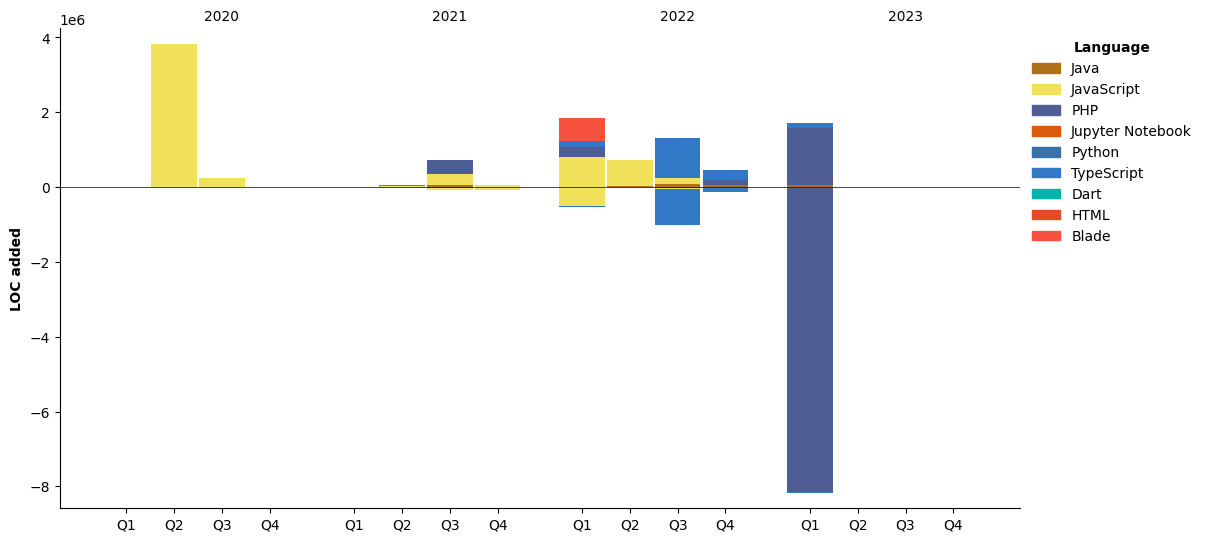 1e6
2020 2021 2022 2023
4
2
0
−2
−4
−6
−8
LOC added
Q1 Q2 Q3 Q4 Q1 Q2 Q3 Q4 Q1 Q2 Q3 Q4 Q1 Q2 Q3 Q4
Language
Java
JavaScript
PHP
Jupyter Notebook
Python
TypeScript
Dart
HTML
Blade